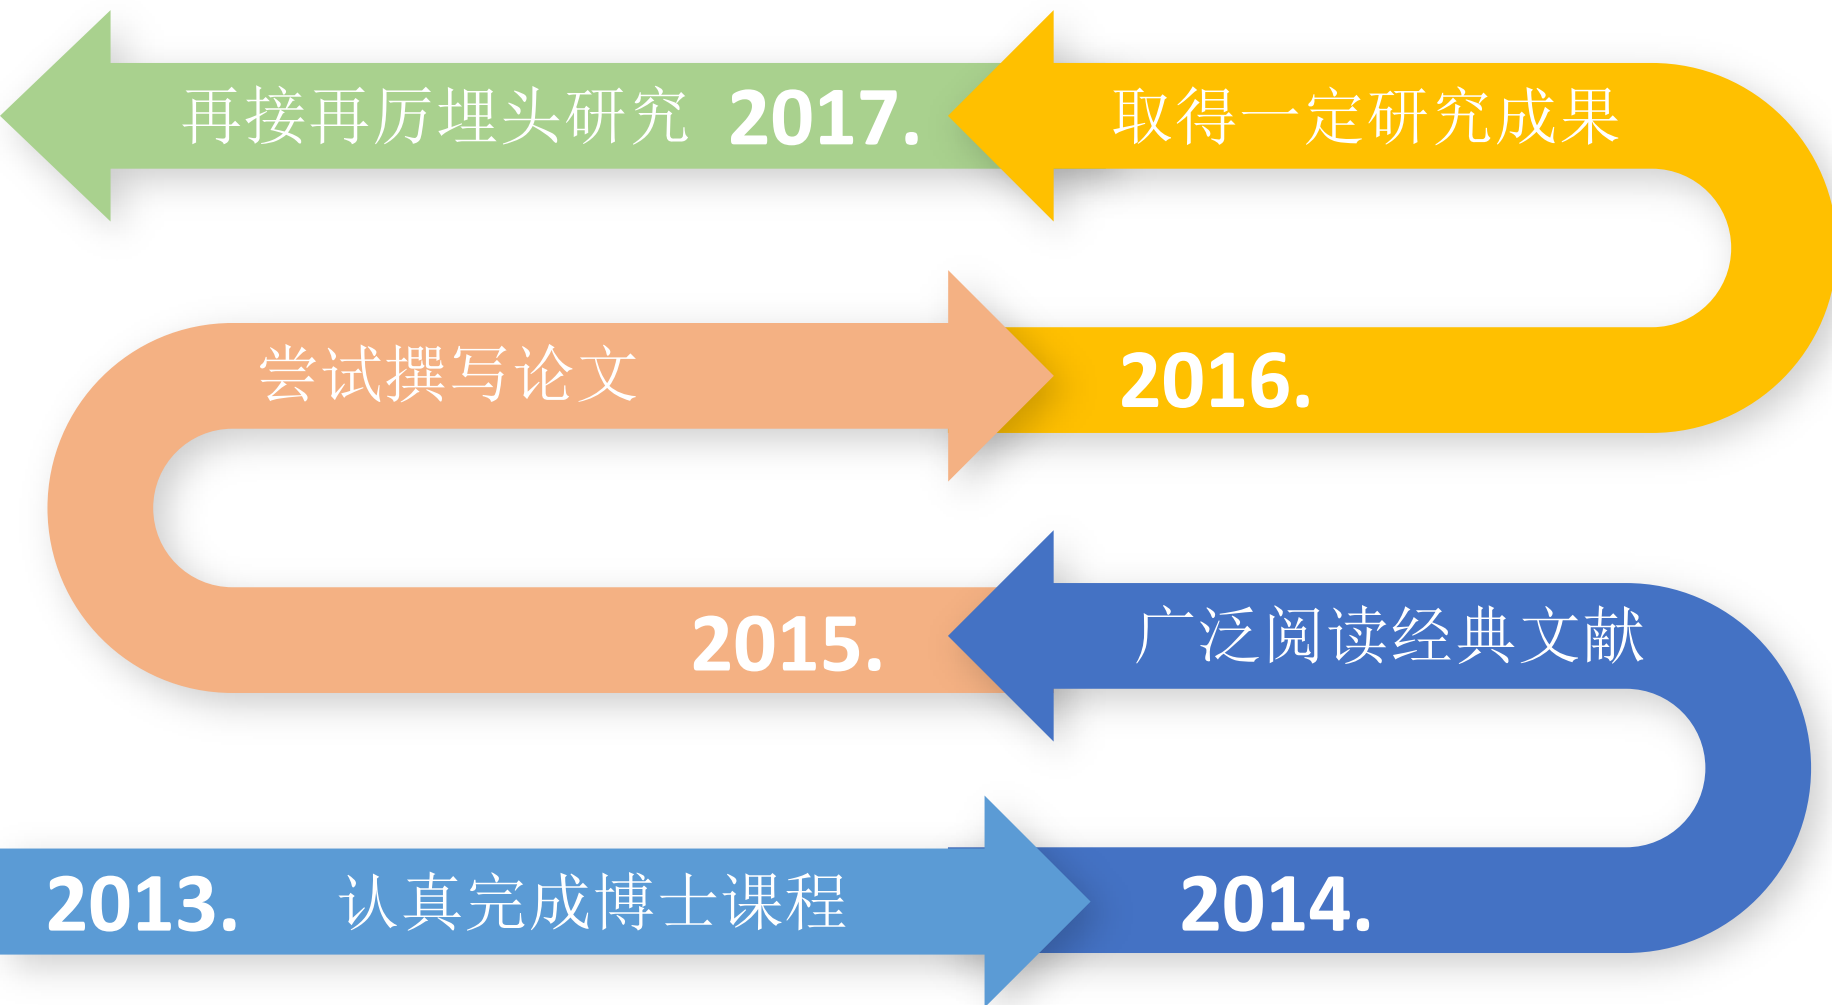 再接再厉埋头研究 2017.
取得一定研究成果
尝试撰写论文
2016.
2015.
广泛阅读经典文献
2013. 认真完成博士课程
2014.